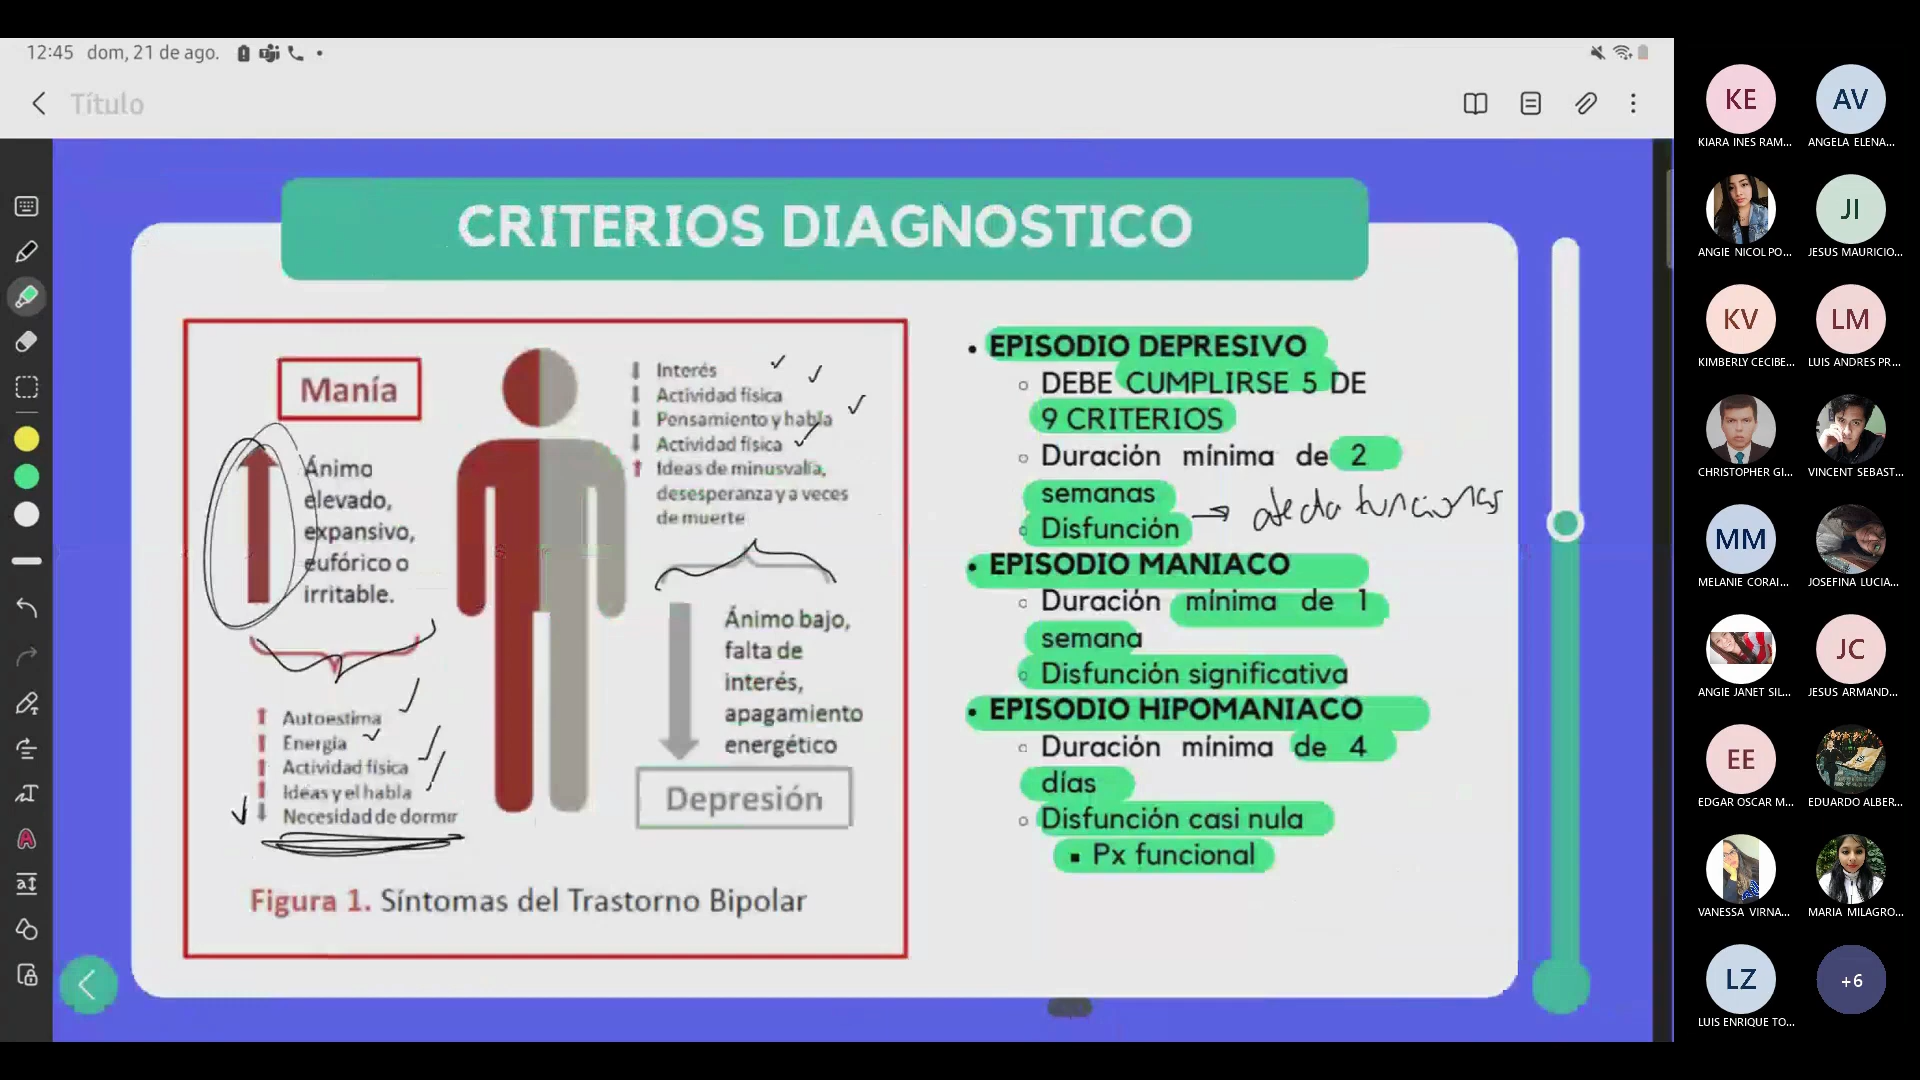 12:45 dom, 21 de ago.
Título
CRITERIOS DIAGNOSTICO
Manía
Ánimo
elevado,
expansivo,
eufórico o
irritable.
Autoestima
Energía
Actividad física
Ideas y el habla
Necesidad de dormir
Interés
Actividad física
Pensamiento y habla
Actividad física
Ideas de minusvalía,
desesperanza y a veces
de muerte
Ánimo bajo,
falta de
interés,
apagamiento
energético
Depresión
Figura 1. Síntomas del Trastorno Bipolar
• EPISODIO DEPRESIVO
○ DEBE CUMPLIRSE 5 DE
9 CRITERIOS
○ Duración mínima de 2
semanas
○ Disfunción → afecta funciones
• EPISODIO MANIACO
○ Duración mínima de 1
semana
○ Disfunción significativa
• EPISODIO HIPOMANIACO
○ Duración mínima de 4
días
○ Disfunción casi nula
▪ Px funcional
KE
KIARA INES RAM...
AV
ANGELA ELENA...
ANGIE NICOL PO...
JI
JESUS MAURICIO...
KV
KIMBERLY CECIBE...
LM
LUIS ANDRES PR...
CHRISTOPHER GI...
VINCENT SEBAST...
MM
MELANIE CORAI...
JOSEFINA LUCIA...
ANGIE JANET SIL...
JC
JESUS ARMAND...
EE
EDGAR OSCAR M...
EDUARDO ALBER...
VANESSA VIRNA...
MARIA MILAGRO...
LZ
LUIS ENRIQUE TO...
+6